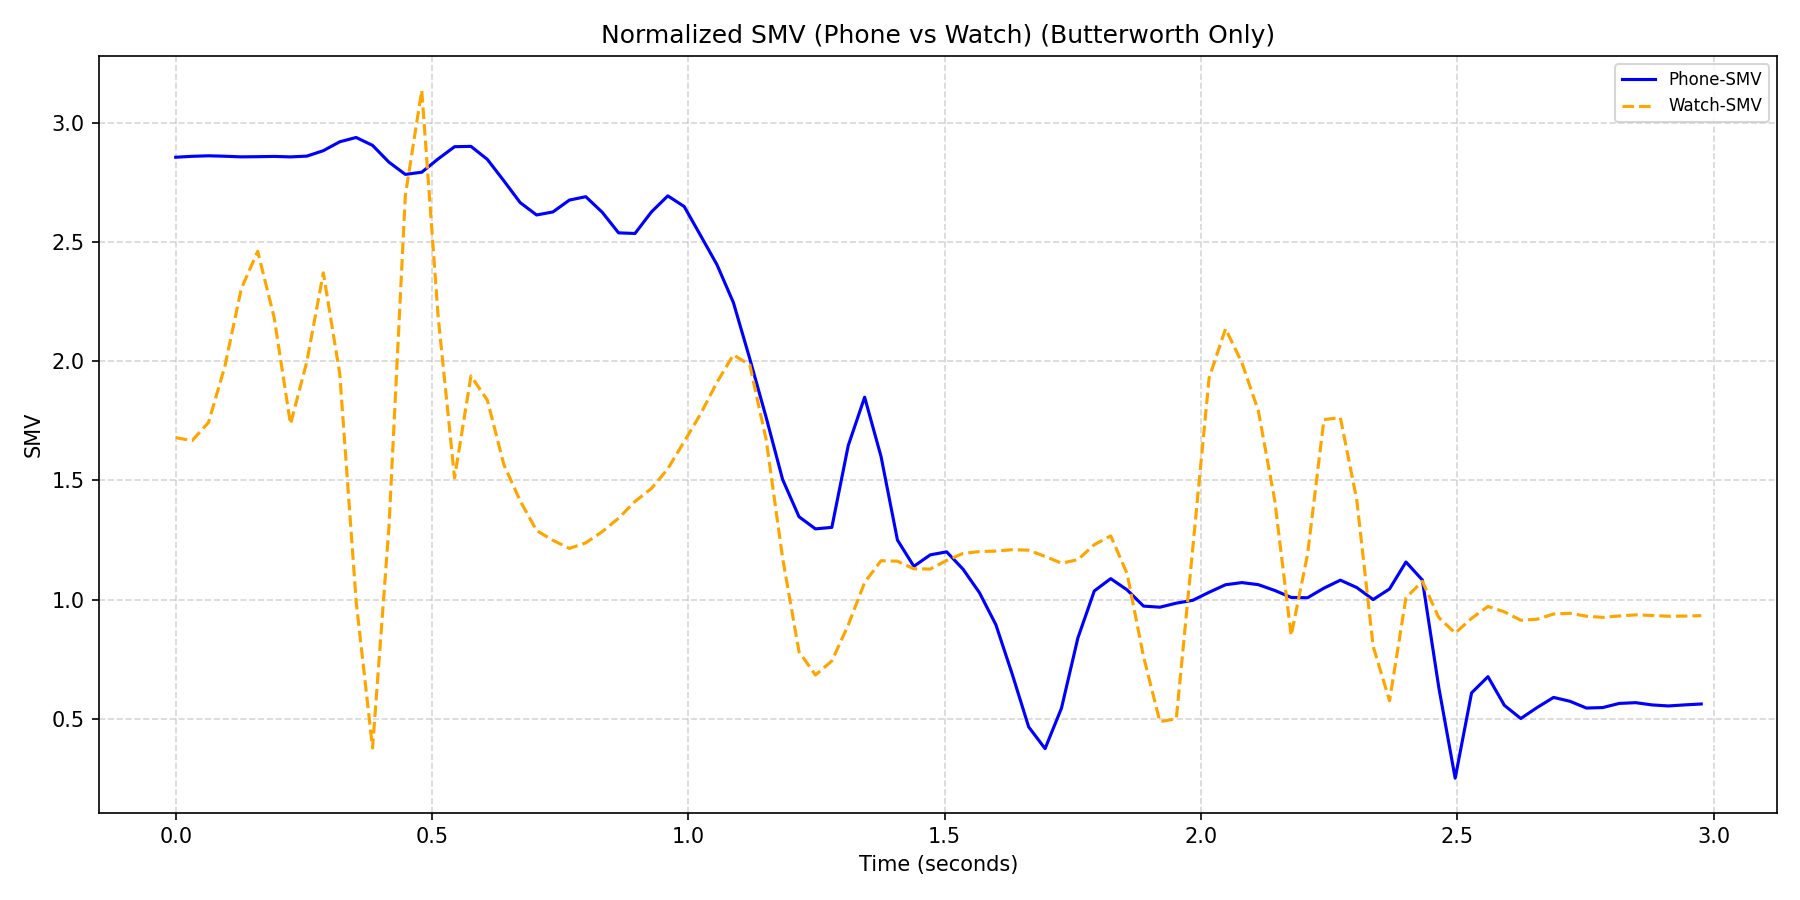 Normalized SMV (Phone vs Watch) (Butterworth Only)
Phone-SMV
Watch-SMV
SMV
3.0
2.5
2.0
1.5
1.0
0.5
0.0 0.5 1.0 1.5 2.0 2.5 3.0
Time (seconds)